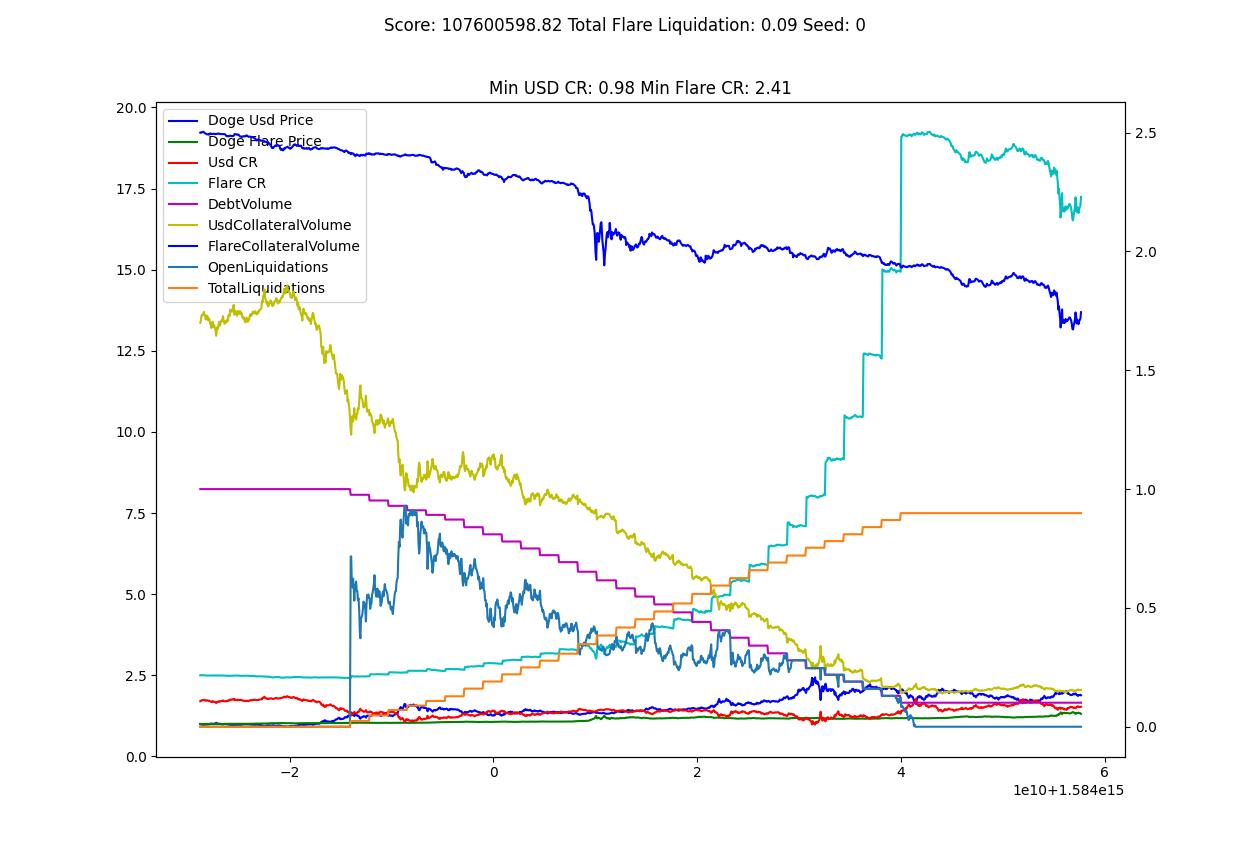 Score: 107600598.82 Total Flare Liquidation: 0.09 Seed: 0
Min USD CR: 0.98 Min Flare CR: 2.41
Doge Usd Price
Doge Flare Price
Usd CR
Flare CR
DebtVolume
UsdCollateralVolume
FlareCollateralVolume
OpenLiquidations
TotalLiquidations
20.0
17.5
15.0
12.5
10.0
7.5
5.0
2.5
0.0
2.5
2.0
1.5
1.0
0.5
0.0
−2
0
2
4
6
1e10+1.584e15